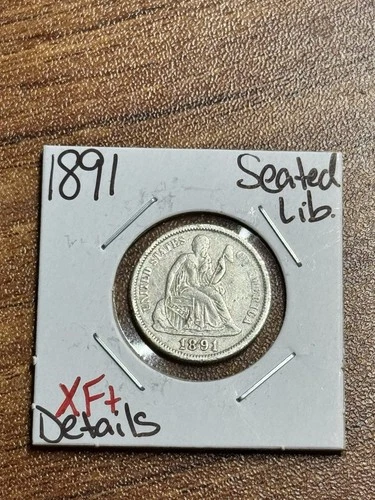 1891
Seated
Lib.
UNITED STATES OF AMERICA
1891
XF+
Details